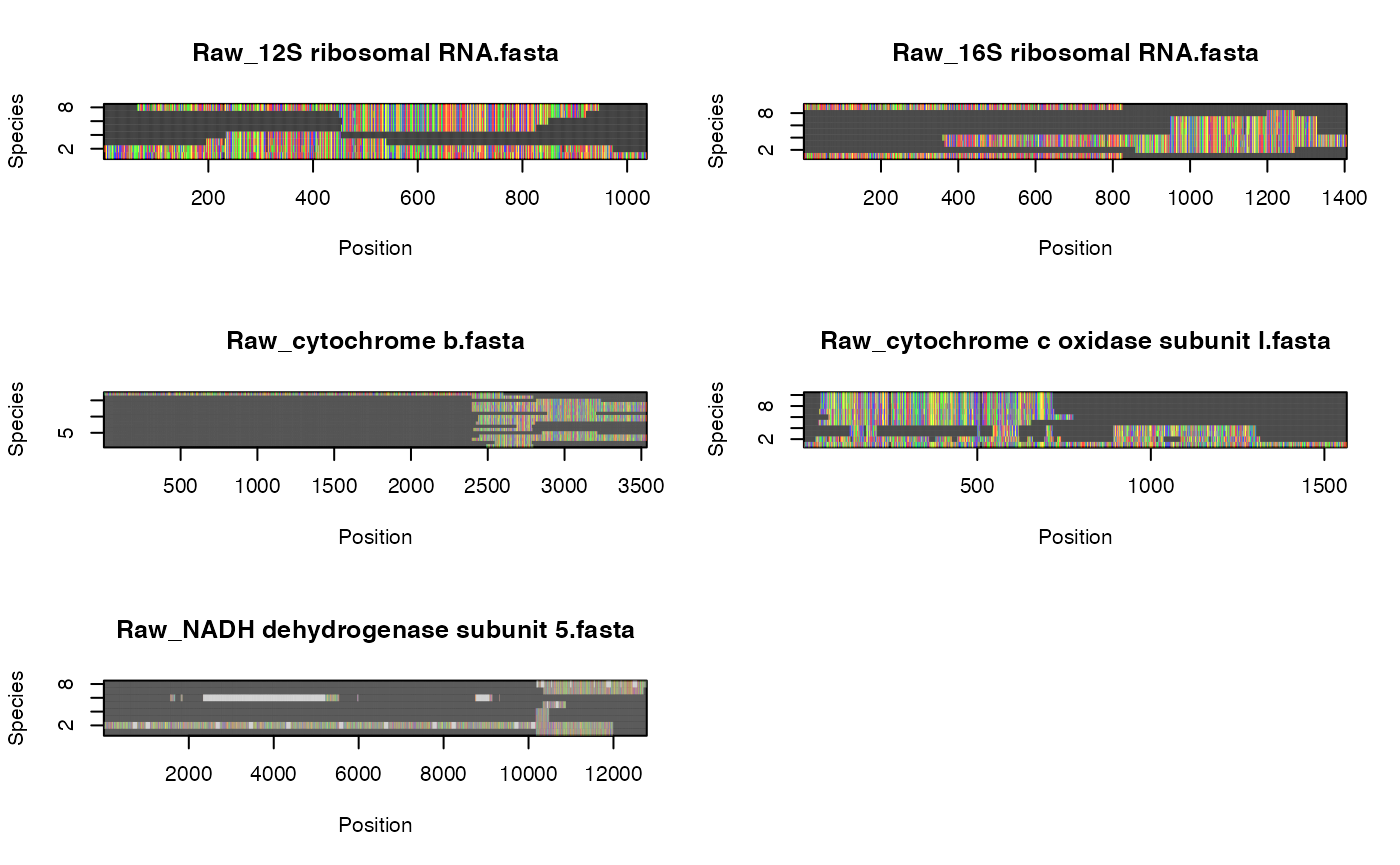 Raw_12S ribosomal RNA.fasta
Species
8
2
200 400 600 800 1000
Position
Raw_16S ribosomal RNA.fasta
Species
8
2
200 400 600 800 1000 1200 1400
Position
Raw_cytochrome b.fasta
Species
5
500 1000 1500 2000 2500 3000 3500
Position
Raw_cytochrome c oxidase subunit I.fasta
Species
8
2
500 1000 1500
Position
Raw_NADH dehydrogenase subunit 5.fasta
Species
8
2
2000 4000 6000 8000 10000 12000
Position